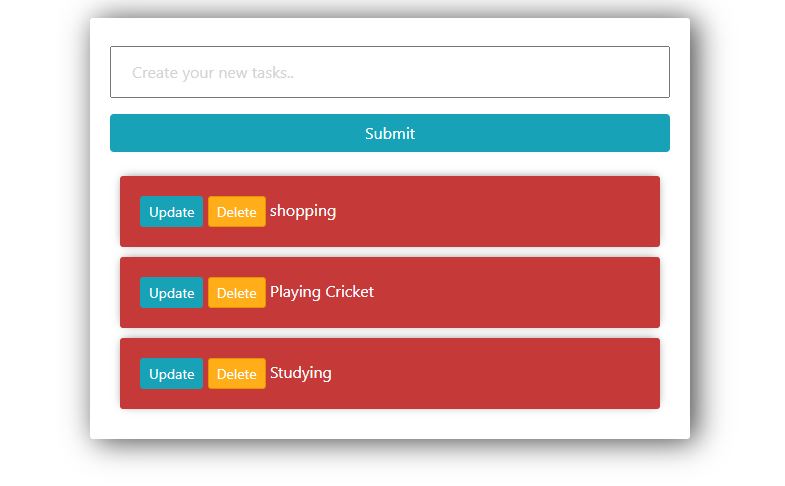 Create your new tasks..
Submit
Update Delete shopping
Update Delete Playing Cricket
Update Delete Studying